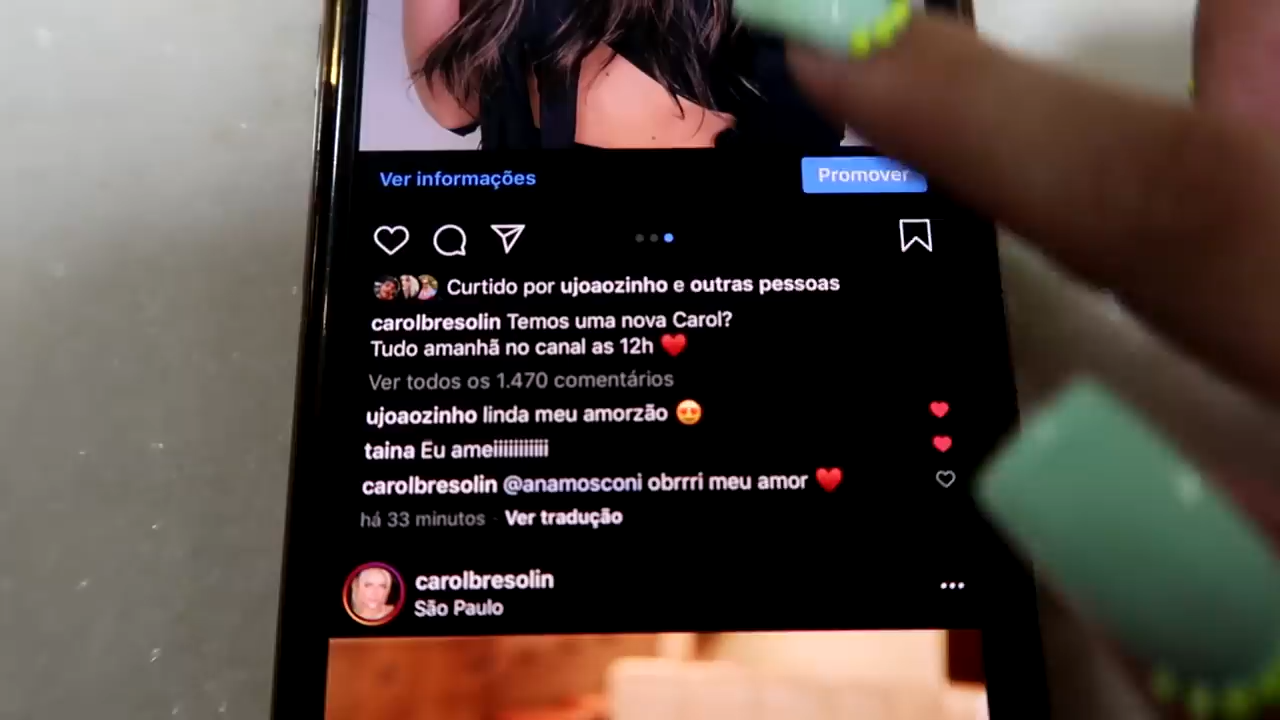 Ver informações
Promover
Curtido por ujoaozinho e outras pessoas
carolbresolin Temos uma nova Carol?
Tudo amanhã no canal as 12h ❤️
Ver todos os 1.470 comentários
ujoaozinho linda meu amorzão 😍
taina Eu ameiiiiiiiiiiii
carolbresolin @anamosconi obrrri meu amor ❤️
há 33 minutos · Ver tradução
carolbresolin
São Paulo